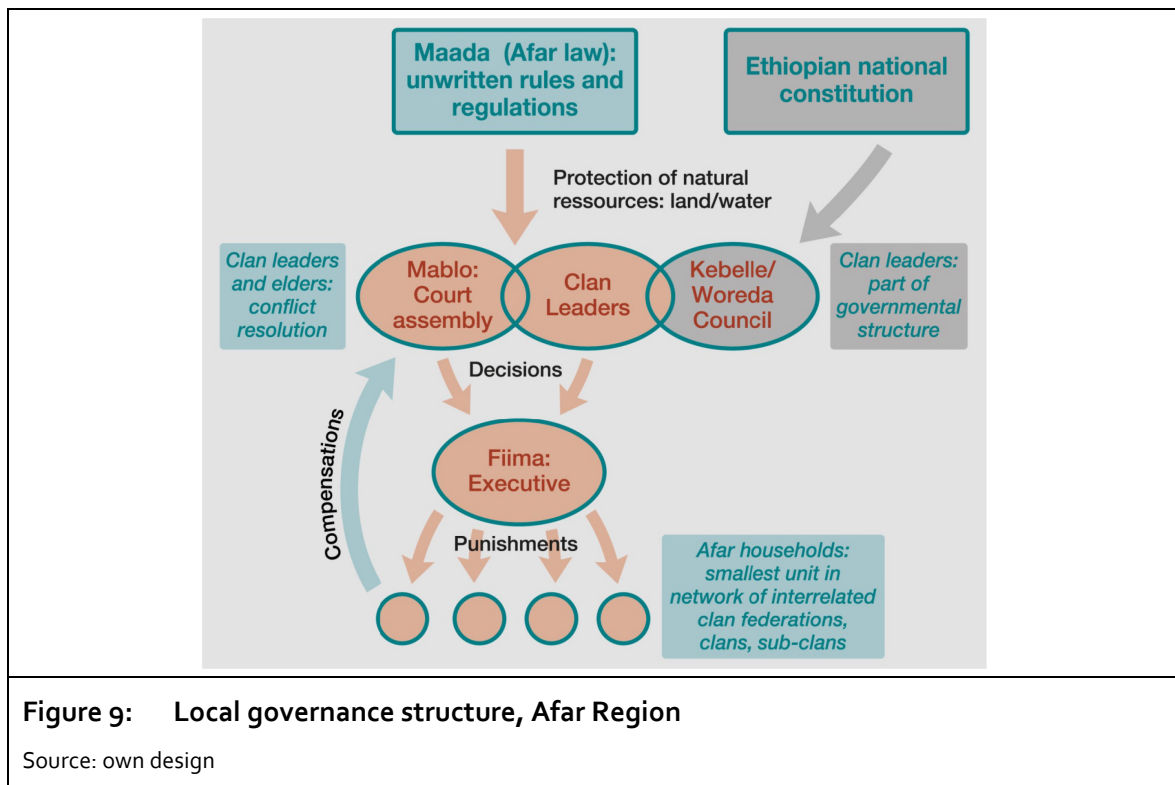 Maada (Afar law):
unwritten rules and
regulations
Ethiopian national
constitution
Protection of natural
ressources: land/water
Clan leaders
and elders:
conflict
resolution
Mablo:
Court
assembly
Clan
Leaders
Kebelle/
Woreda
Council
Clan leaders:
part of
governmental
structure
Decisions
Fiima:
Executive
Compensations
Punishments
Afar households:
smallest unit in
network of interrelated
clan federations,
clans, sub-clans
Figure 9: Local governance structure, Afar Region
Source: own design